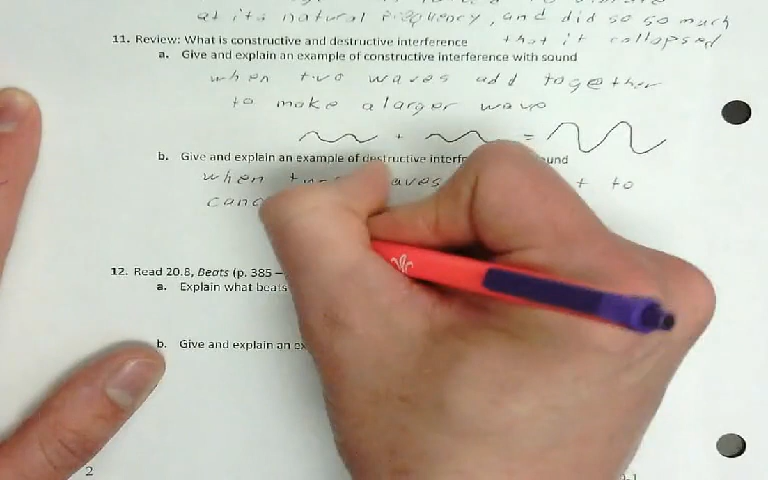 at its natural frequency, and did so so much
that it collapsed
11. Review: What is constructive and destructive interference
a. Give and explain an example of constructive interference with sound
when two waves add together
to make a larger wave
+ =
b. Give and explain an example of destructive ound
when waves to
canc
12. Read 20.8, Beats (p. 385 –
a. Explain what beats
b. Give and explain an ex
2